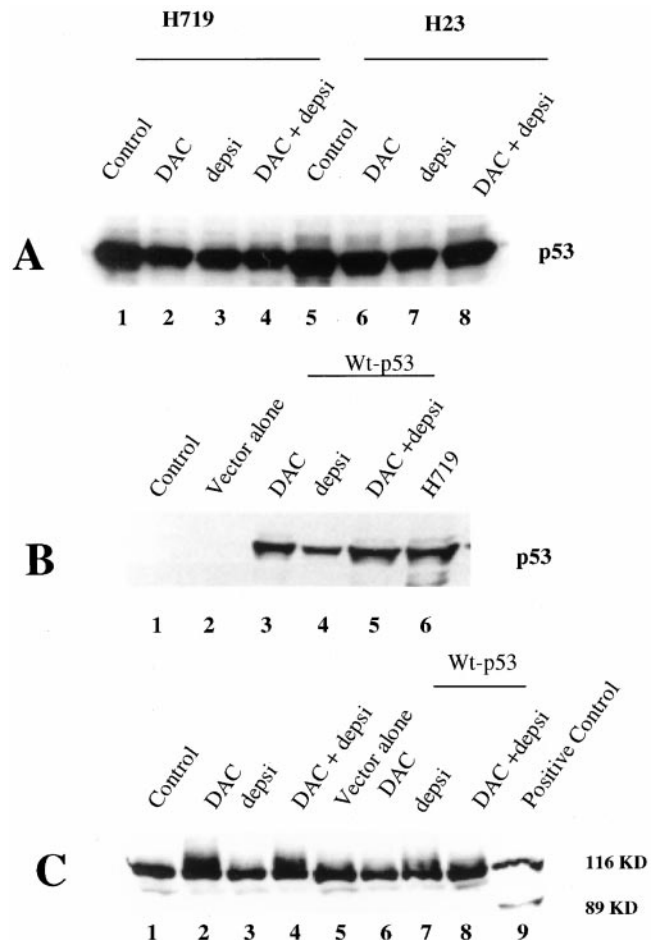 H719 H23
Control DAC depsi DAC + depsi Control DAC depsi DAC + depsi
A p53
1 2 3 4 5 6 7 8
Wt-p53
Control Vector alone DAC depsi DAC +depsi H719
B p53
1 2 3 4 5 6
Wt-p53
Control DAC depsi DAC + depsi Vector alone DAC depsi DAC +depsi Positive Control
C 116 KD
89 KD
1 2 3 4 5 6 7 8 9